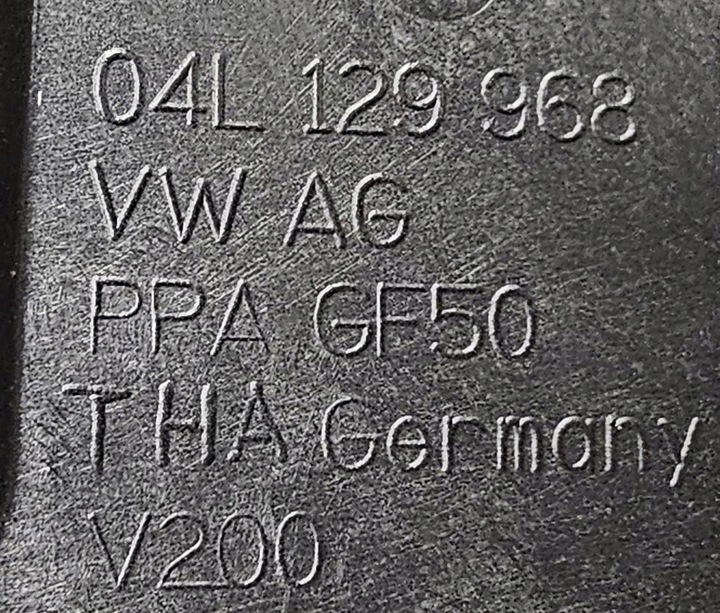 04L 129 968
VW AG
PPA GF50
THA Germany
V200